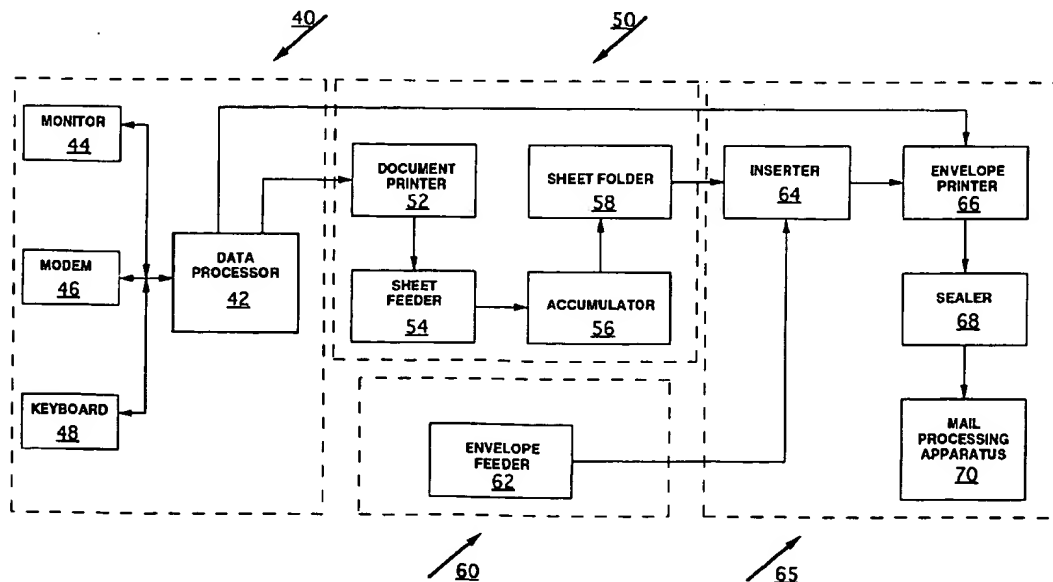 40
50
MONITOR
44
MODEM
46
KEYBOARD
48
DATA
PROCESSOR
42
DOCUMENT
PRINTER
52
SHEET
FEEDER
54
ACCUMULATOR
56
SHEET FOLDER
58
ENVELOPE
FEEDER
62
INSERTER
64
ENVELOPE
PRINTER
66
SEALER
68
MAIL
PROCESSING
APPARATUS
70
60
65